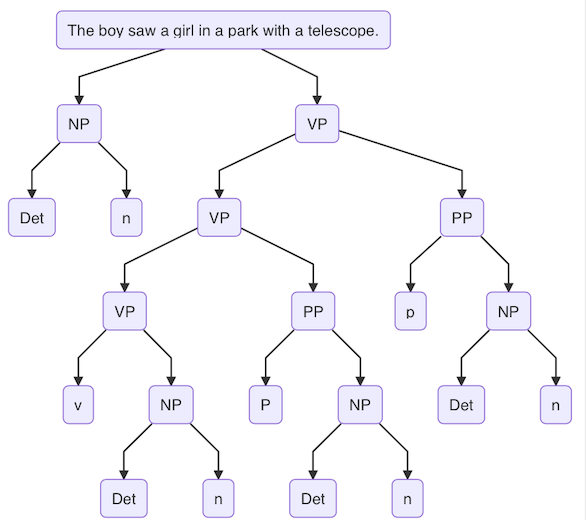 The boy saw a girl in a park with a telescope.
NP VP
Det n VP PP
VP PP p NP
v NP P NP Det n
Det n Det n